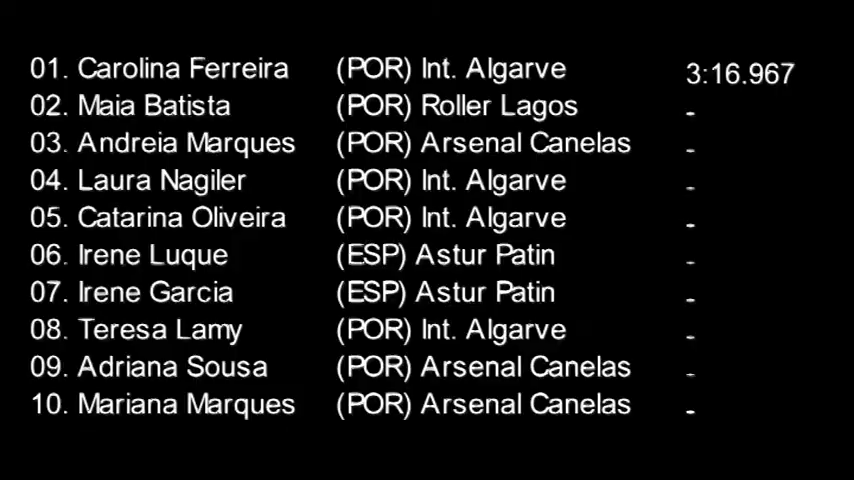 01. Carolina Ferreira (POR) Int. Algarve 3:16.967
02. Maia Batista (POR) Roller Lagos -
03. Andreia Marques (POR) Arsenal Canelas -
04. Laura Nagiler (POR) Int. Algarve -
05. Catarina Oliveira (POR) Int. Algarve -
06. Irene Luque (ESP) Astur Patin -
07. Irene Garcia (ESP) Astur Patin -
08. Teresa Lamy (POR) Int. Algarve -
09. Adriana Sousa (POR) Arsenal Canelas -
10. Mariana Marques (POR) Arsenal Canelas -